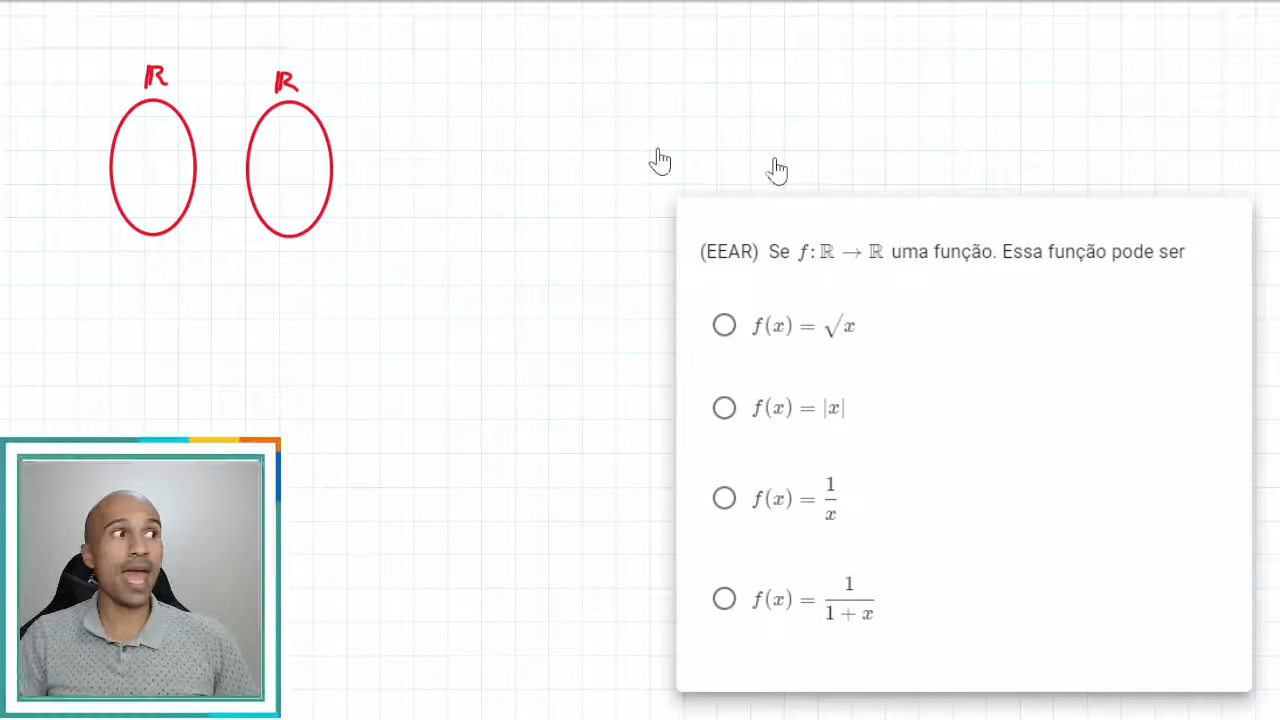 ℝ ℝ
(EEAR) Se f: ℝ → ℝ uma função. Essa função pode ser
f(x) = √x
f(x) = |x|
f(x) = 1/x
f(x) = 1/(1 + x)